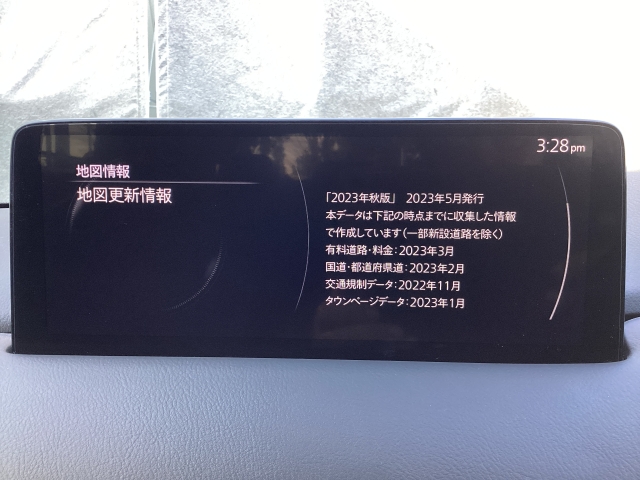 3:28 pm
地図情報
地図更新情報
「2023年秋版」 2023年5月発行
本データは下記の時点までに収集した情報
で作成しています(一部新設道路を除く)
有料道路・料金：2023年3月
国道・都道府県道：2023年2月
交通規制データ：2022年11月
タウンページデータ：2023年1月